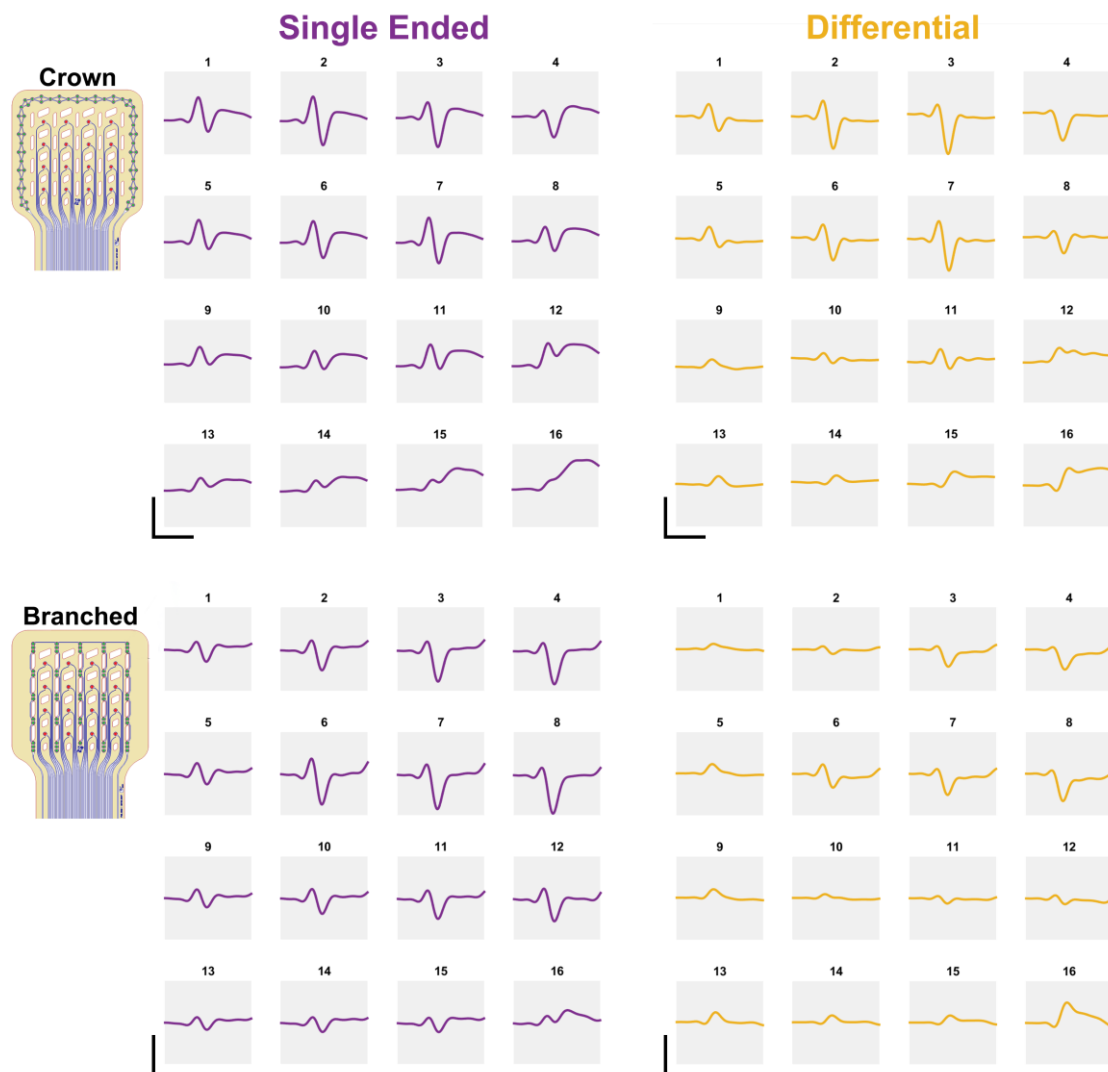 Single Ended
Differential
Crown
1 2 3 4 1 2 3 4
5 6 7 8 5 6 7 8
9 10 11 12 9 10 11 12
13 14 15 16 13 14 15 16
Branched
1 2 3 4 1 2 3 4
5 6 7 8 5 6 7 8
9 10 11 12 9 10 11 12
13 14 15 16 13 14 15 16